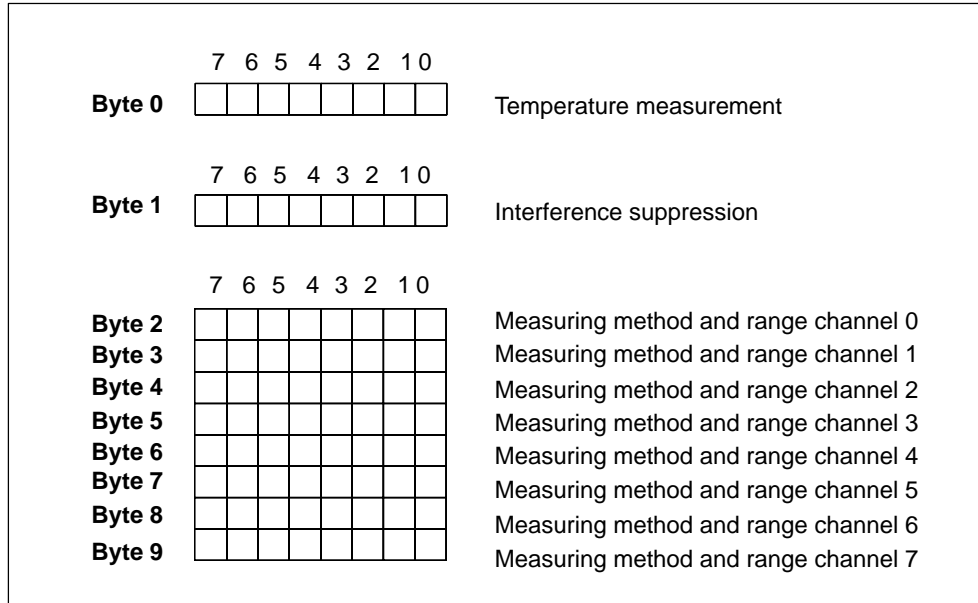 7 6 5 4 3 2 1 0
Byte 0 Temperature measurement
7 6 5 4 3 2 1 0
Byte 1 Interference suppression
7 6 5 4 3 2 1 0
Byte 2 Measuring method and range channel 0
Byte 3 Measuring method and range channel 1
Byte 4 Measuring method and range channel 2
Byte 5 Measuring method and range channel 3
Byte 6 Measuring method and range channel 4
Byte 7 Measuring method and range channel 5
Byte 8 Measuring method and range channel 6
Byte 9 Measuring method and range channel 7